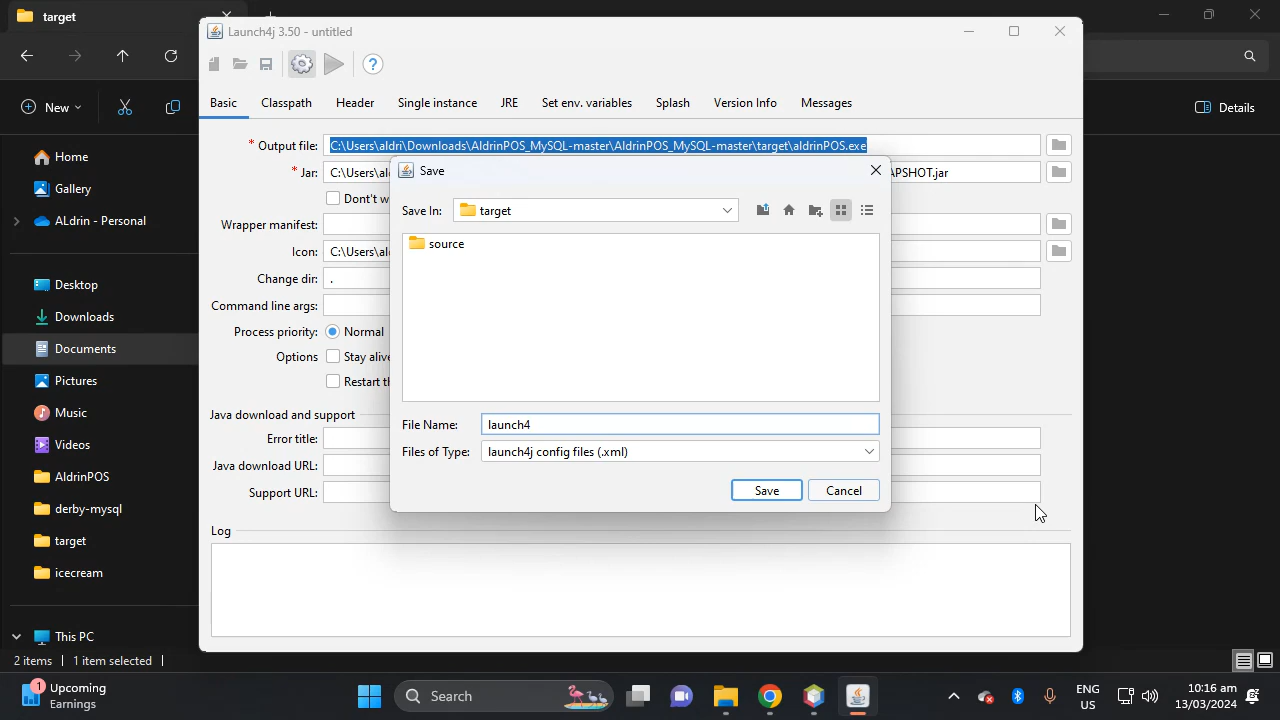 target
Launch4j 3.50 - untitled
New
Details
Basic Classpath Header Single instance JRE Set env. variables Splash Version Info Messages
Home
Gallery
ALdrin - Personal
Desktop
Downloads
Documents
Pictures
Music
Videos
AldrinPOS
derby-mysql
target
icecream
This PC
* Output file: C:\Users\aldri\Downloads\AldrinPOS_MySQL-master\AldrinPOS_MySQL-master\target\aldrinPOS.exe
* Jar: C:\Users\al APSHOT.jar
Dont't w
Wrapper manifest:
Icon: C:\Users\al
Change dir: .
Command line args:
Process priority: Normal
Options Stay alive
Restart th
Java download and support
Error title:
Java download URL:
Support URL:
Log
Save
Save In: target
source
File Name: launch4
Files of Type: launch4j config files (.xml)
Save Cancel
2 items 1 item selected
1
Upcoming
Earnings
Search
ENG
US
10:16 am
13/03/2024